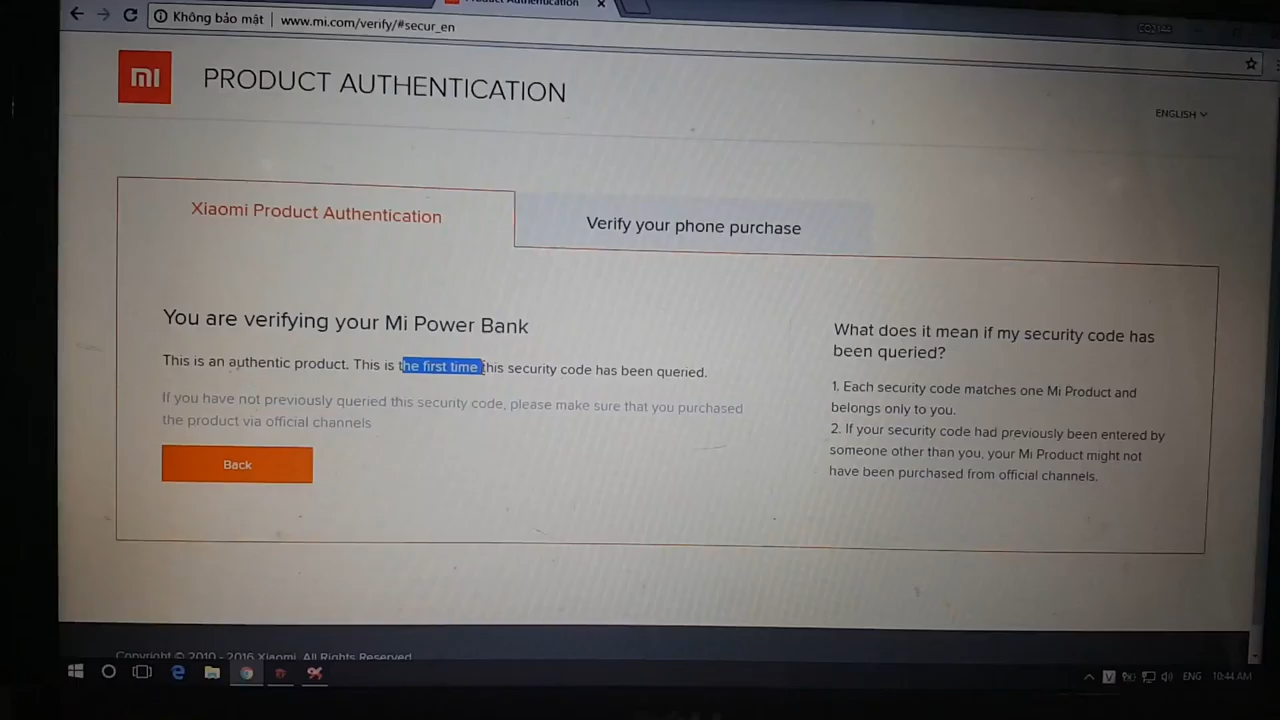 Product Authentication
Không bảo mật www.mi.com/verify/#secur_en
mi PRODUCT AUTHENTICATION
ENGLISH
Xiaomi Product Authentication
Verify your phone purchase
You are verifying your Mi Power Bank
This is an authentic product. This is the first time this security code has been queried.
If you have not previously queried this security code, please make sure that you purchased
the product via official channels
Back
What does it mean if my security code has
been queried?
1. Each security code matches one Mi Product and
belongs only to you.
2. If your security code had previously been entered by
someone other than you, your Mi Product might not
have been purchased from official channels.
Copyright © 2010 - 2016 Xiaomi. All Rights Reserved
V ENG 10:44 AM